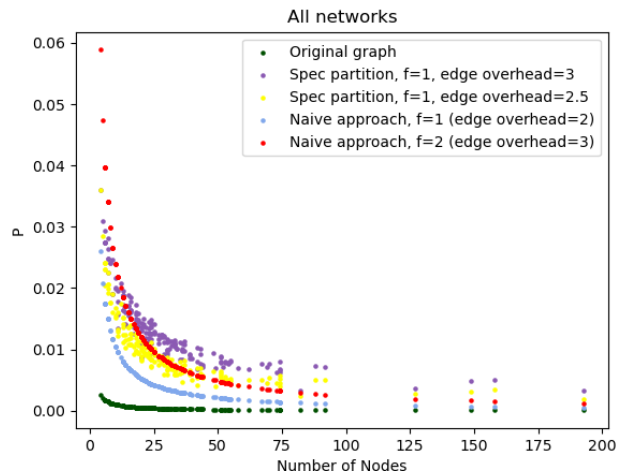 All networks
0.06
0.05
0.04
0.03
0.02
0.01
0.00
P
Original graph
Spec partition, f=1, edge overhead=3
Spec partition, f=1, edge overhead=2.5
Naive approach, f=1 (edge overhead=2)
Naive approach, f=2 (edge overhead=3)
0 25 50 75 100 125 150 175 200
Number of Nodes